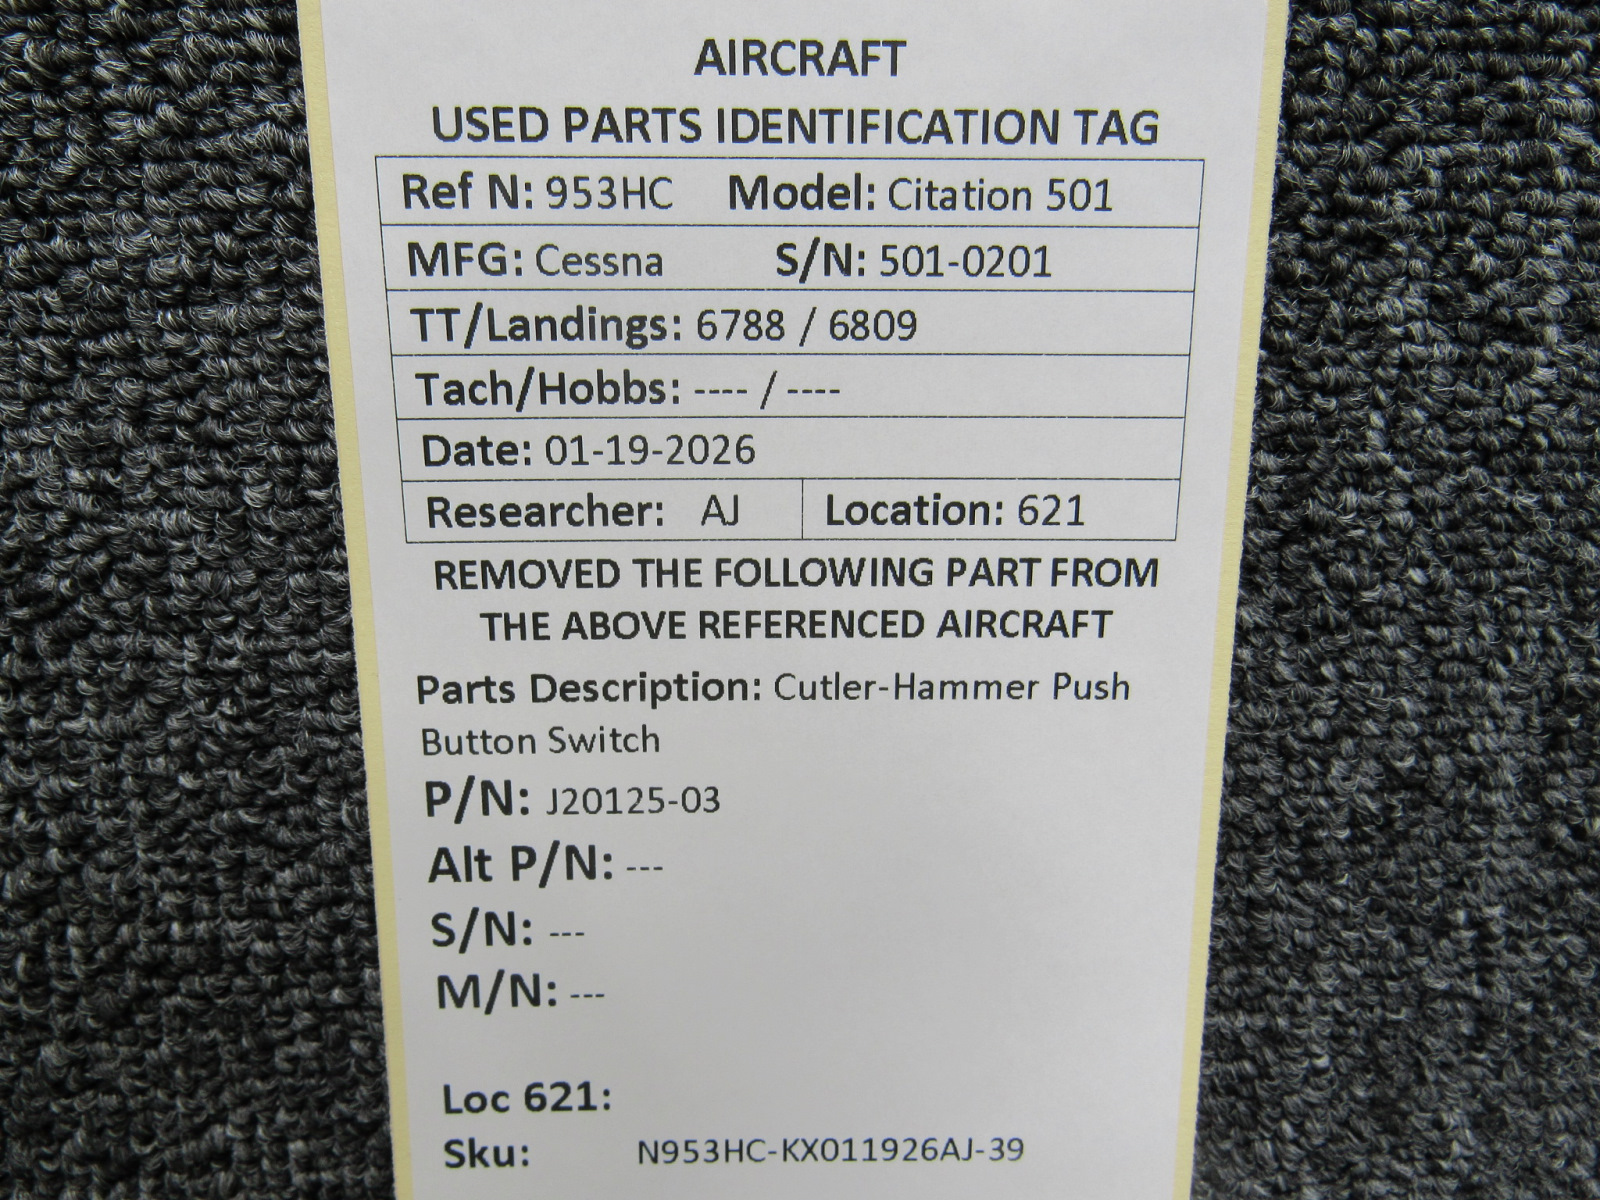 AIRCRAFT
USED PARTS IDENTIFICATION TAG
Ref N: 953HC Model: Citation 501
MFG: Cessna S/N: 501-0201
TT/Landings: 6788 / 6809
Tach/Hobbs: ---- / ----
Date: 01-19-2026
Researcher: AJ Location: 621
REMOVED THE FOLLOWING PART FROM
THE ABOVE REFERENCED AIRCRAFT
Parts Description: Cutler-Hammer Push
Button Switch
P/N: J20125-03
Alt P/N: ---
S/N: ---
M/N: ---
Loc 621:
Sku: N953HC-KX011926AJ-39